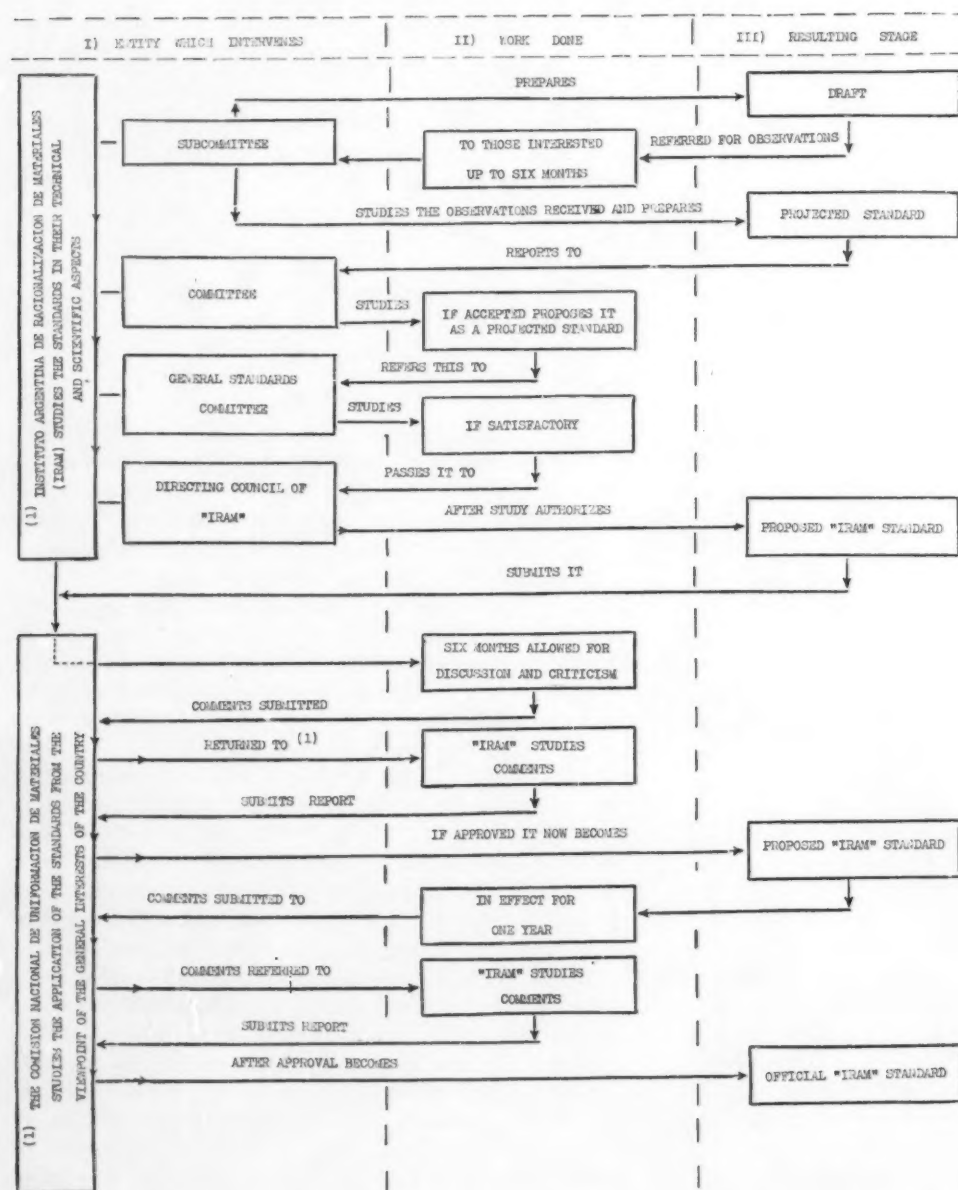 I) ENTITY WHICH INTERVENES
II) WORK DONE
III) RESULTING STAGE
(1) INSTITUTO ARGENTINA DE RACIONALIZACION DE MATERIALES
(IRAM) STUDIES THE STANDARDS IN THEIR TECHNICAL
AND SCIENTIFIC ASPECTS
PREPARES
DRAFT
SUBCOMMITTEE
TO THOSE INTERESTED
UP TO SIX MONTHS
REFERRED FOR OBSERVATIONS
STUDIES THE OBSERVATIONS RECEIVED AND PREPARES
PROJECTED STANDARD
REPORTS TO
COMMITTEE
STUDIES
IF ACCEPTED PROPOSES IT
AS A PROJECTED STANDARD
REFERS THIS TO
GENERAL STANDARDS
COMMITTEE
STUDIES
IF SATISFACTORY
PASSES IT TO
DIRECTING COUNCIL OF
"IRAM"
AFTER STUDY AUTHORIZES
PROPOSED "IRAM" STANDARD
SUBMITS IT
(1) THE COMISION NACIONAL DE UNIFORMACION DE MATERIALES
STUDIES THE APPLICATION OF THE STANDARDS FROM THE
VIEWPOINT OF THE GENERAL INTERESTS OF THE COUNTRY
SIX MONTHS ALLOWED FOR
DISCUSSION AND CRITICISM
COMMENTS SUBMITTED
RETURNED TO (1)
"IRAM" STUDIES
COMMENTS
SUBMITS REPORT
IF APPROVED IT NOW BECOMES
PROPOSED "IRAM" STANDARD
COMMENTS SUBMITTED TO
IN EFFECT FOR
ONE YEAR
COMMENTS REFERRED TO
"IRAM" STUDIES
COMMENTS
SUBMITS REPORT
AFTER APPROVAL BECOMES
OFFICIAL "IRAM" STANDARD